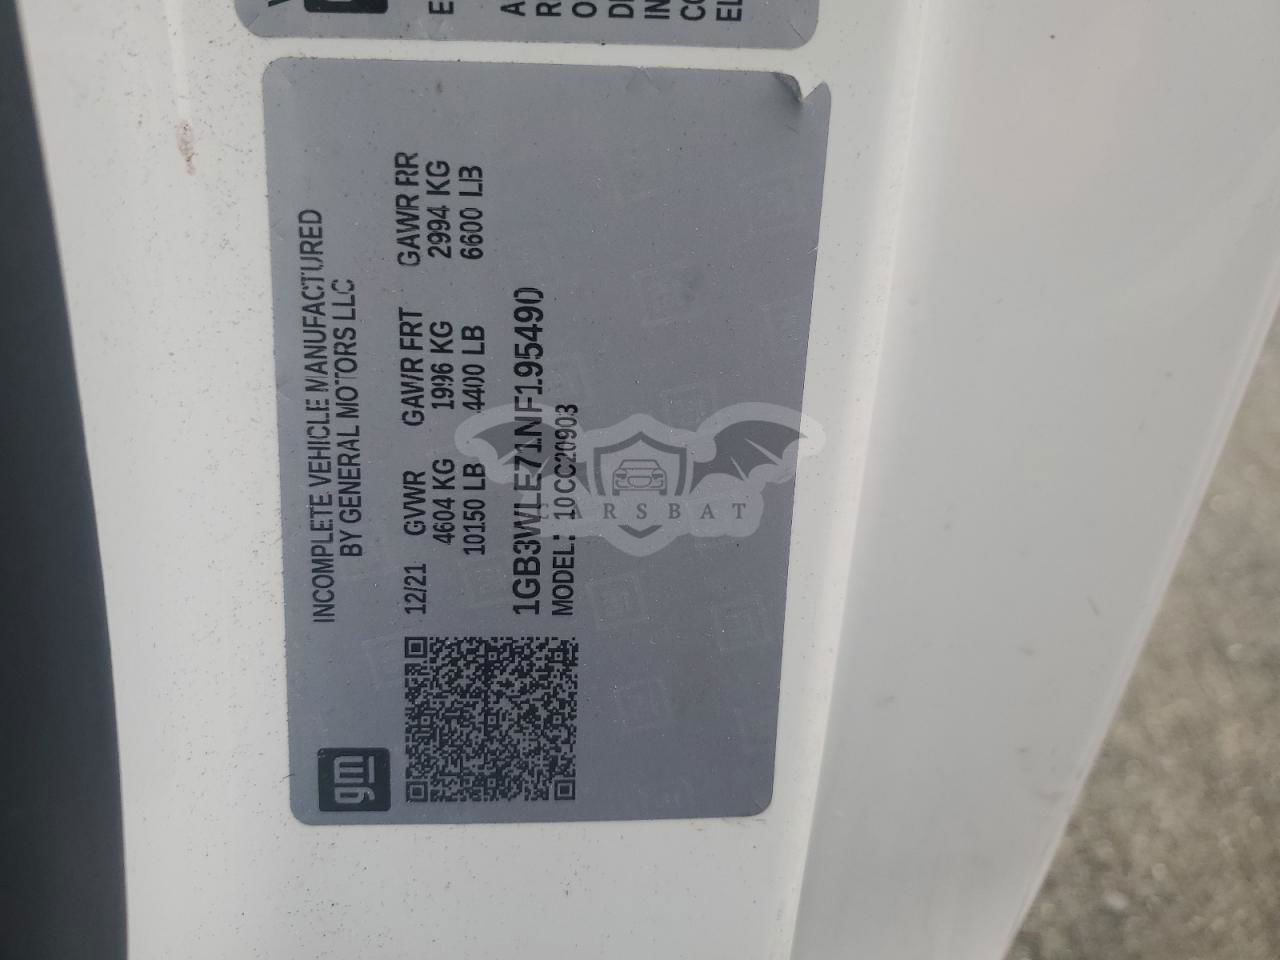 INCOMPLETE VEHICLE MANUFACTURED
BY GENERAL MOTORS LLC
gm
12/21 GVWR GAWR FRT GAWR RR
4604 KG 1996 KG 2994 KG
10150 LB 4400 LB 6600 LB
1GB3WLE71NF195490
MODEL: 10CC20903
CARSBAT